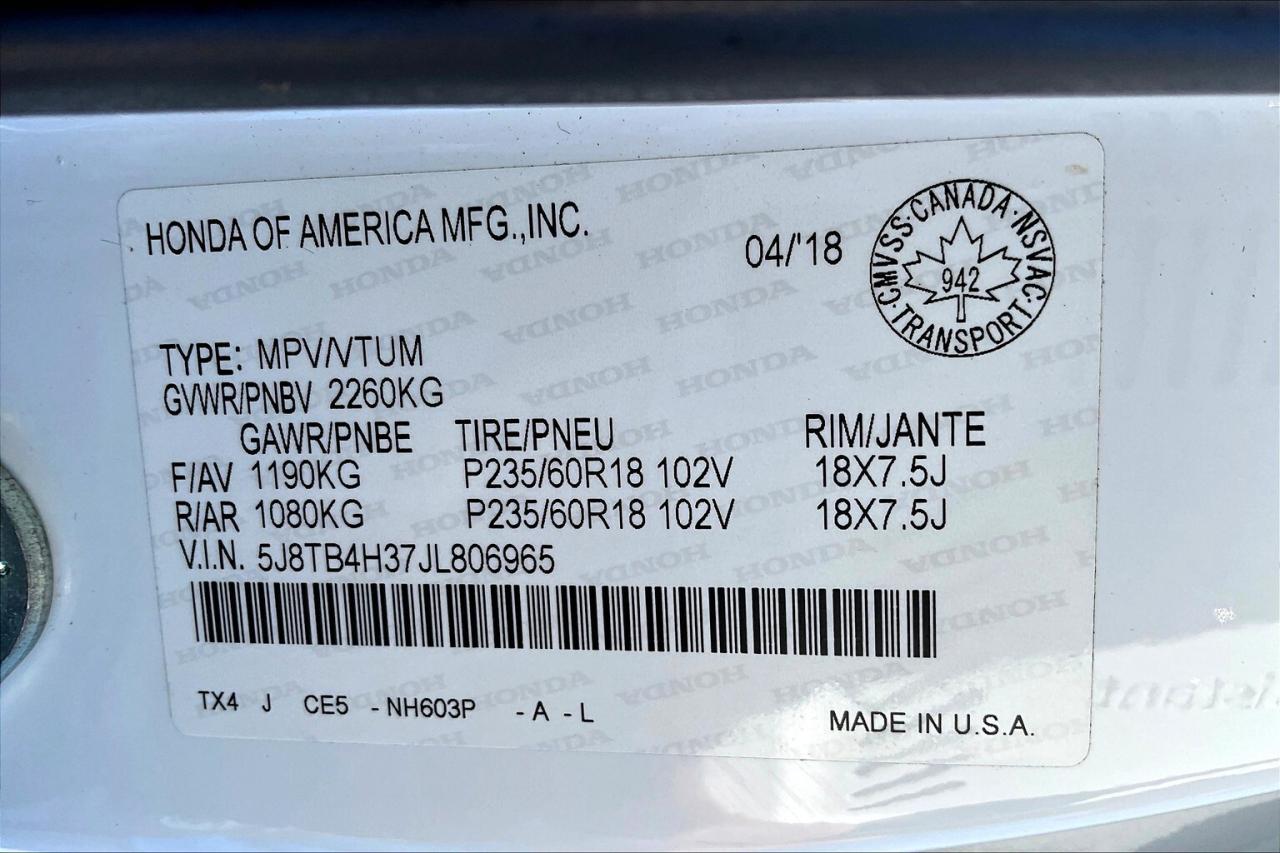 HONDA OF AMERICA MFG.,INC.
04/'18
CMVSS·CANADA·NSVAC·TRANSPORT·
942
TYPE: MPV/VTUM
GVWR/PNBV 2260KG
GAWR/PNBE TIRE/PNEU RIM/JANTE
F/AV 1190KG P235/60R18 102V 18X7.5J
R/AR 1080KG P235/60R18 102V 18X7.5J
V.I.N. 5J8TB4H37JL806965
TX4 J CE5 -NH603P -A -L
MADE IN U.S.A.